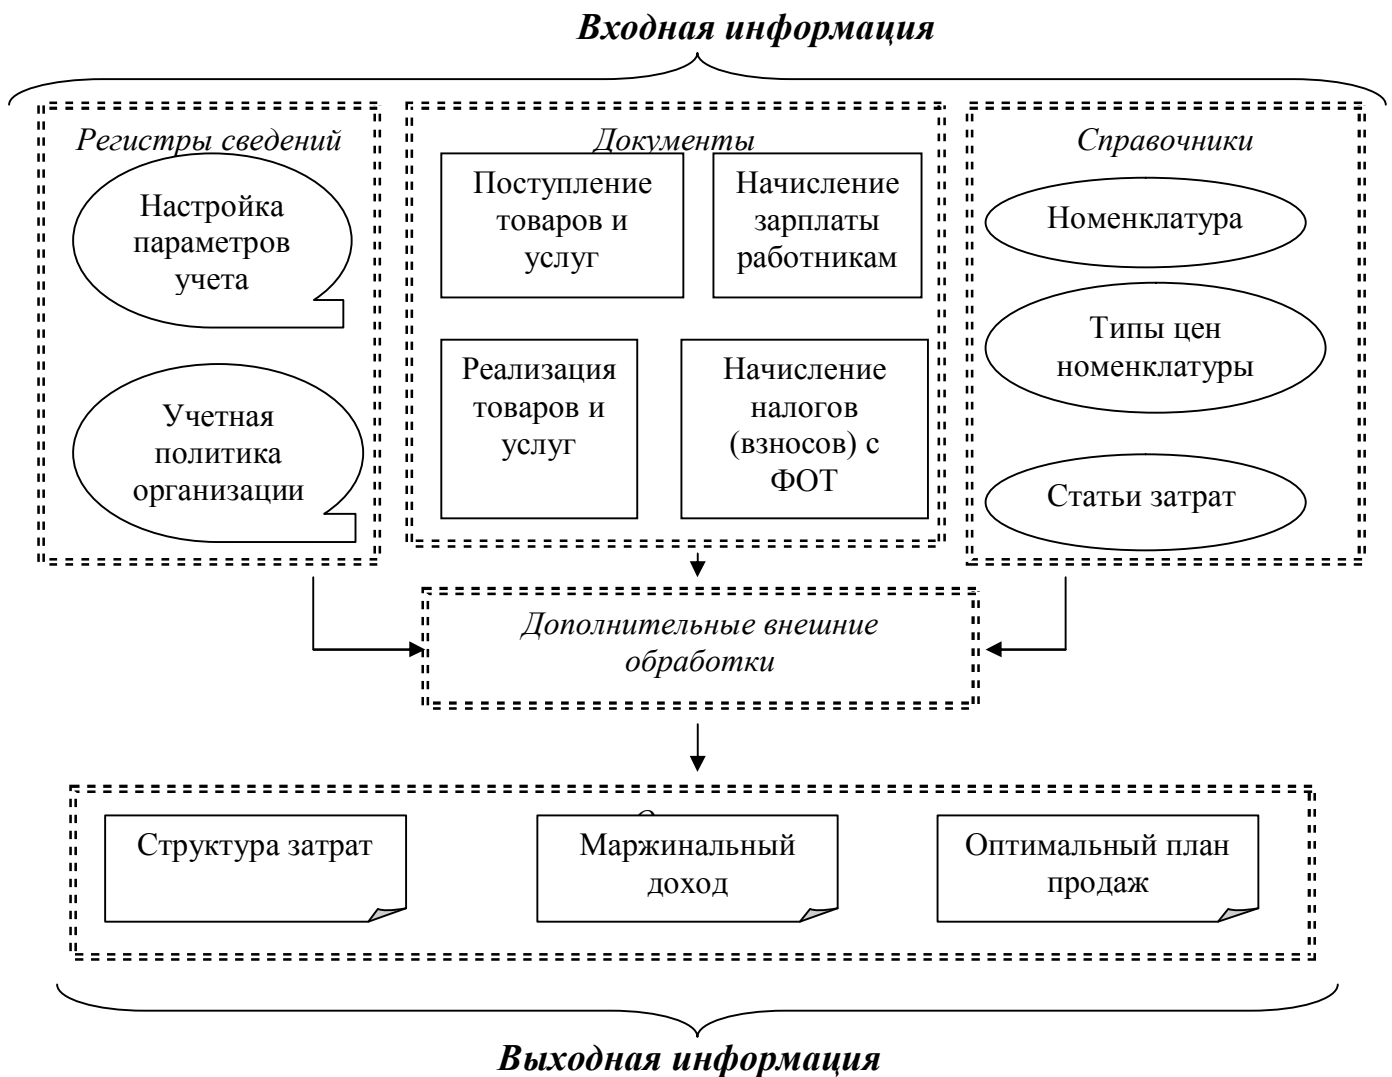 Входная информация
Регистры сведений
Настройка
параметров
учета
Учетная
политика
организации
Документы
Поступление
товаров и
услуг
Начисление
зарплаты
работникам
Реализация
товаров и
услуг
Начисление
налогов
(взносов) с
ФОТ
Справочники
Номенклатура
Типы цен
номенклатуры
Статьи затрат
Дополнительные внешние
обработки
Структура затрат
Маржинальный
доход
Оптимальный план
продаж
Выходная информация